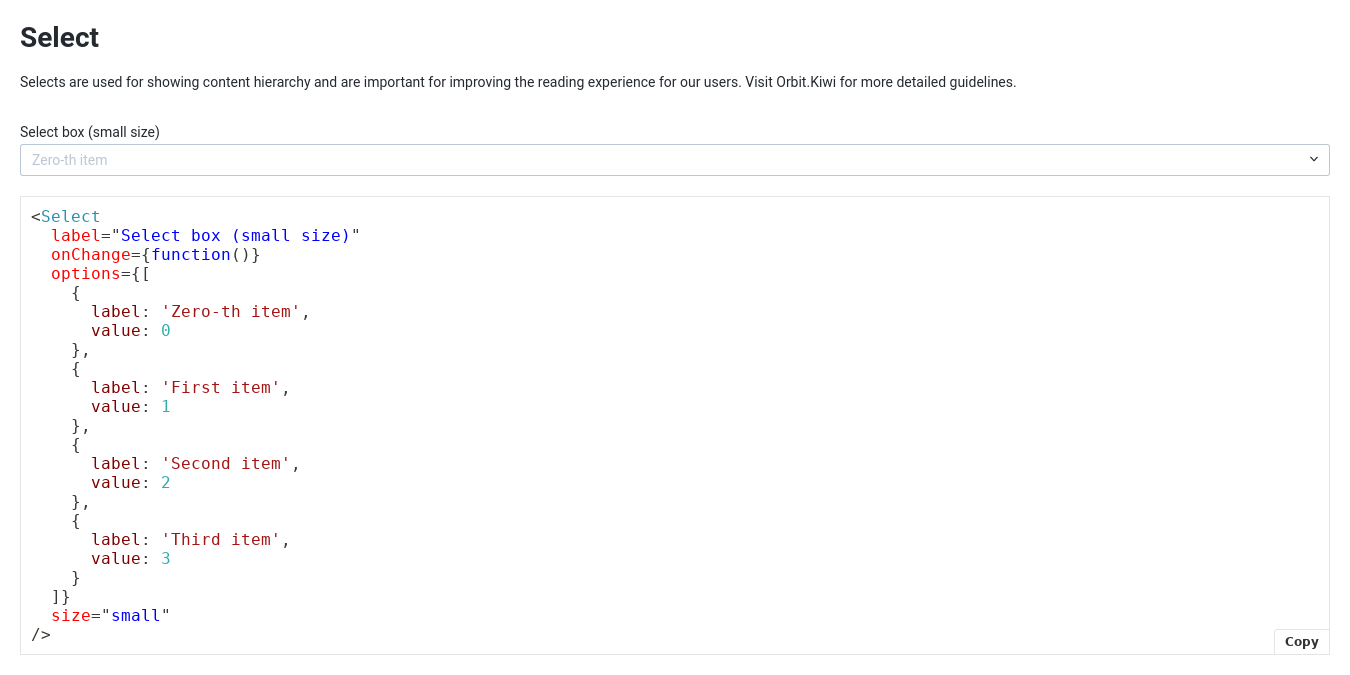 Select
Selects are used for showing content hierarchy and are important for improving the reading experience for our users. Visit Orbit.Kiwi for more detailed guidelines.
Select box (small size)
Zero-th item
<Select
  label="Select box (small size)"
  onChange={function()}
  options={[
    {
      label: 'Zero-th item',
      value: 0
    },
    {
      label: 'First item',
      value: 1
    },
    {
      label: 'Second item',
      value: 2
    },
    {
      label: 'Third item',
      value: 3
    }
  ]}
  size="small"
/>
Copy